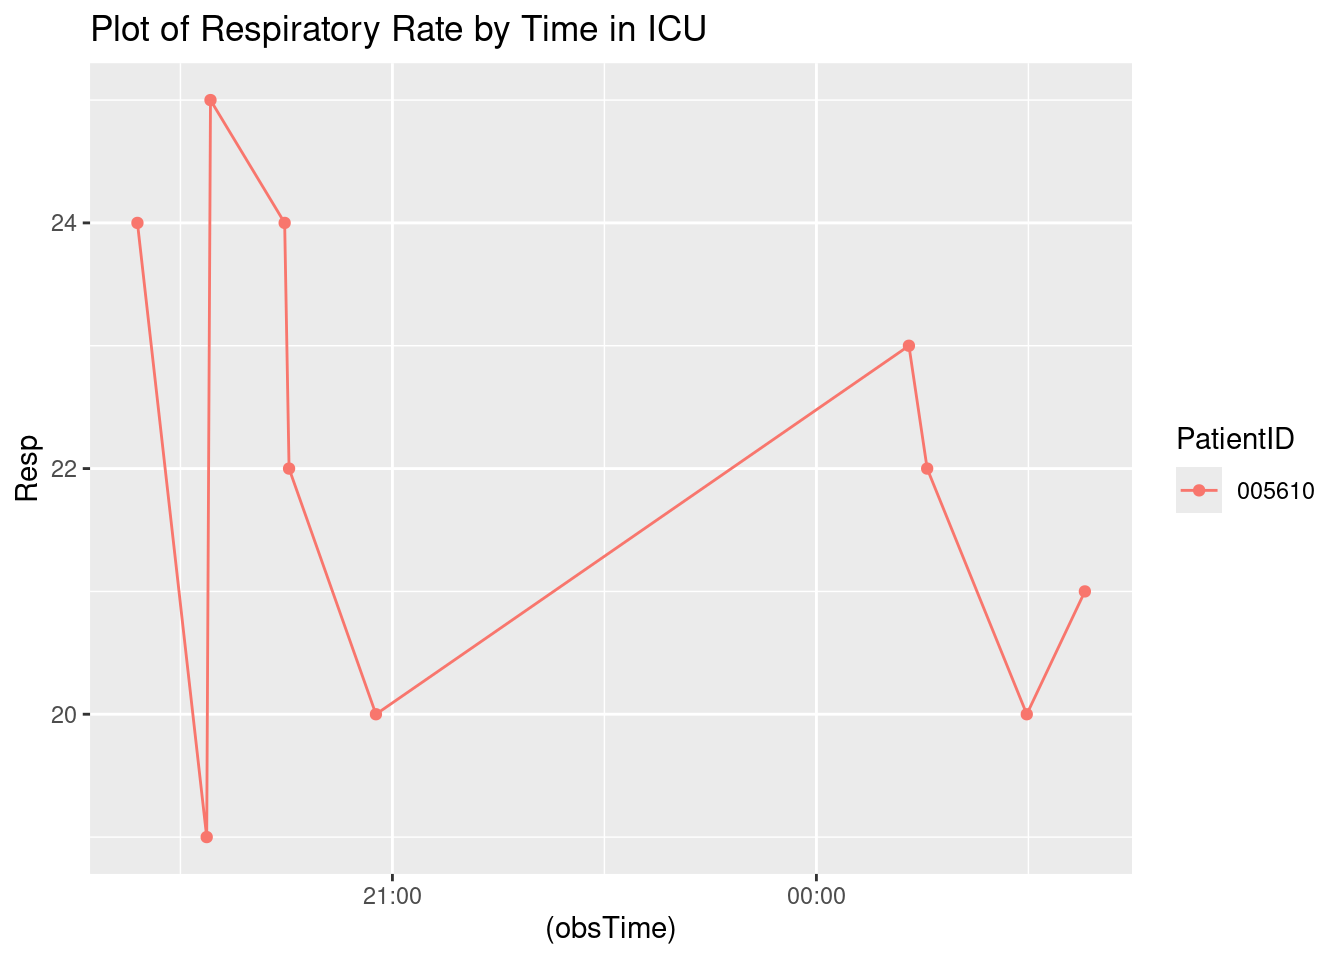 Plot of Respiratory Rate by Time in ICU
Resp
24
22
20
21:00
00:00
(obsTime)
PatientID
005610